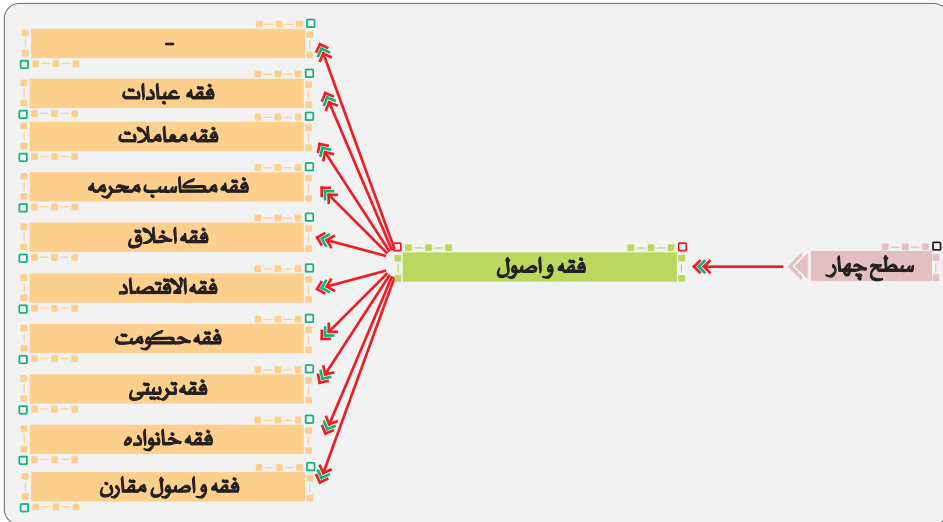 سطح چهار
فقه و اصول
-
فقه عبادات
فقه معاملات
فقه مکاسب محرمه
فقه اخلاق
فقه الاقتصاد
فقه حکومت
فقه تربیتی
فقه خانواده
فقه و اصول مقارن